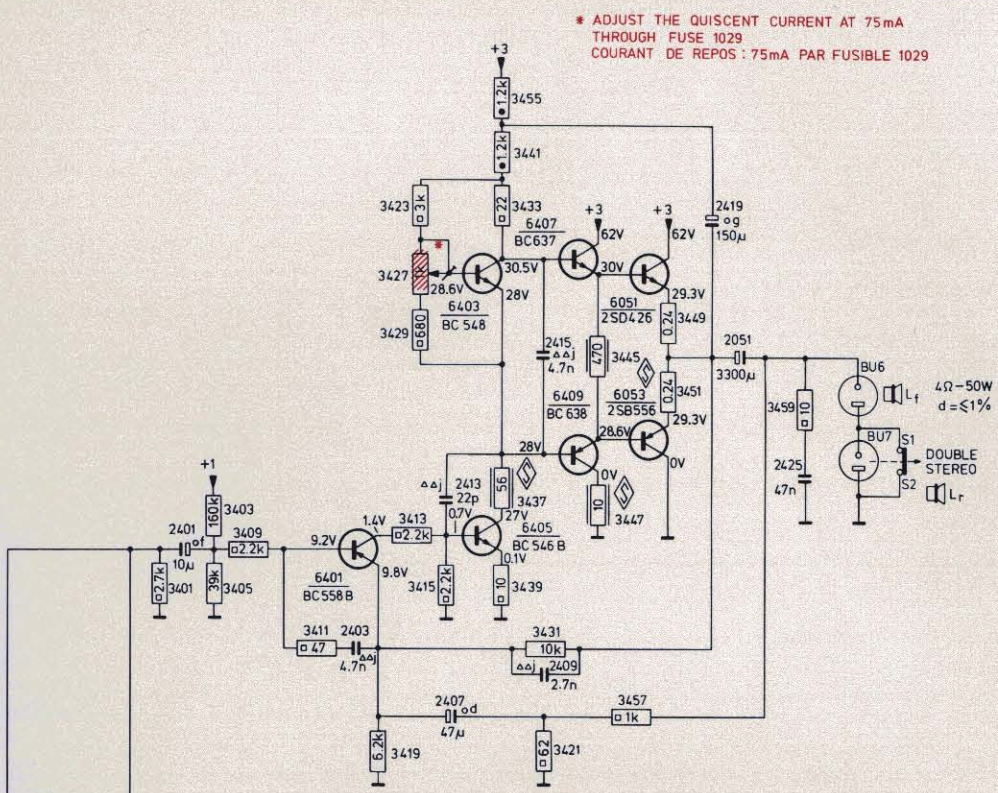 * ADJUST THE QUISCENT CURRENT AT 75mA
THROUGH FUSE 1029
COURANT DE REPOS : 75mA PAR FUSIBLE 1029
+3
1.2k
3455
1.2k
3441
3423
3k
22
3433
6407
BC637
+3
+3
2419
g
150μ
62V
62V
*
3427
28.6V
30.5V
30V
28V
29.3V
6403
BC 548
6051
2SD426
3449
0.24
3429
680
2415
ΔΔj
4.7n
470
3445
2051
3300μ
BU6
Lf
4Ω-50W
d=≤1%
0.24
3451
6409
BC 638
6053
2SB556
3459
10
28.6V
29.3V
BU7
S1
DOUBLE
STEREO
S2
Lr
28V
0V
0V
2425
47n
+1
ΔΔj
2413
22p
56
3437
27V
10
3447
160k
3403
2401
f
10μ
3409
2.2k
1.4V
3413
2.2k
0.7V
6405
BC 546 B
9.2V
9.8V
0.1V
2.7k
3401
39k
3405
6401
BC558B
3415
2.2k
10
3439
3411
47
2403
4.7n
ΔΔj
3431
10k
ΔΔj
2409
2.7n
2407
d
47μ
3457
1k
6.2k
3419
62
3421